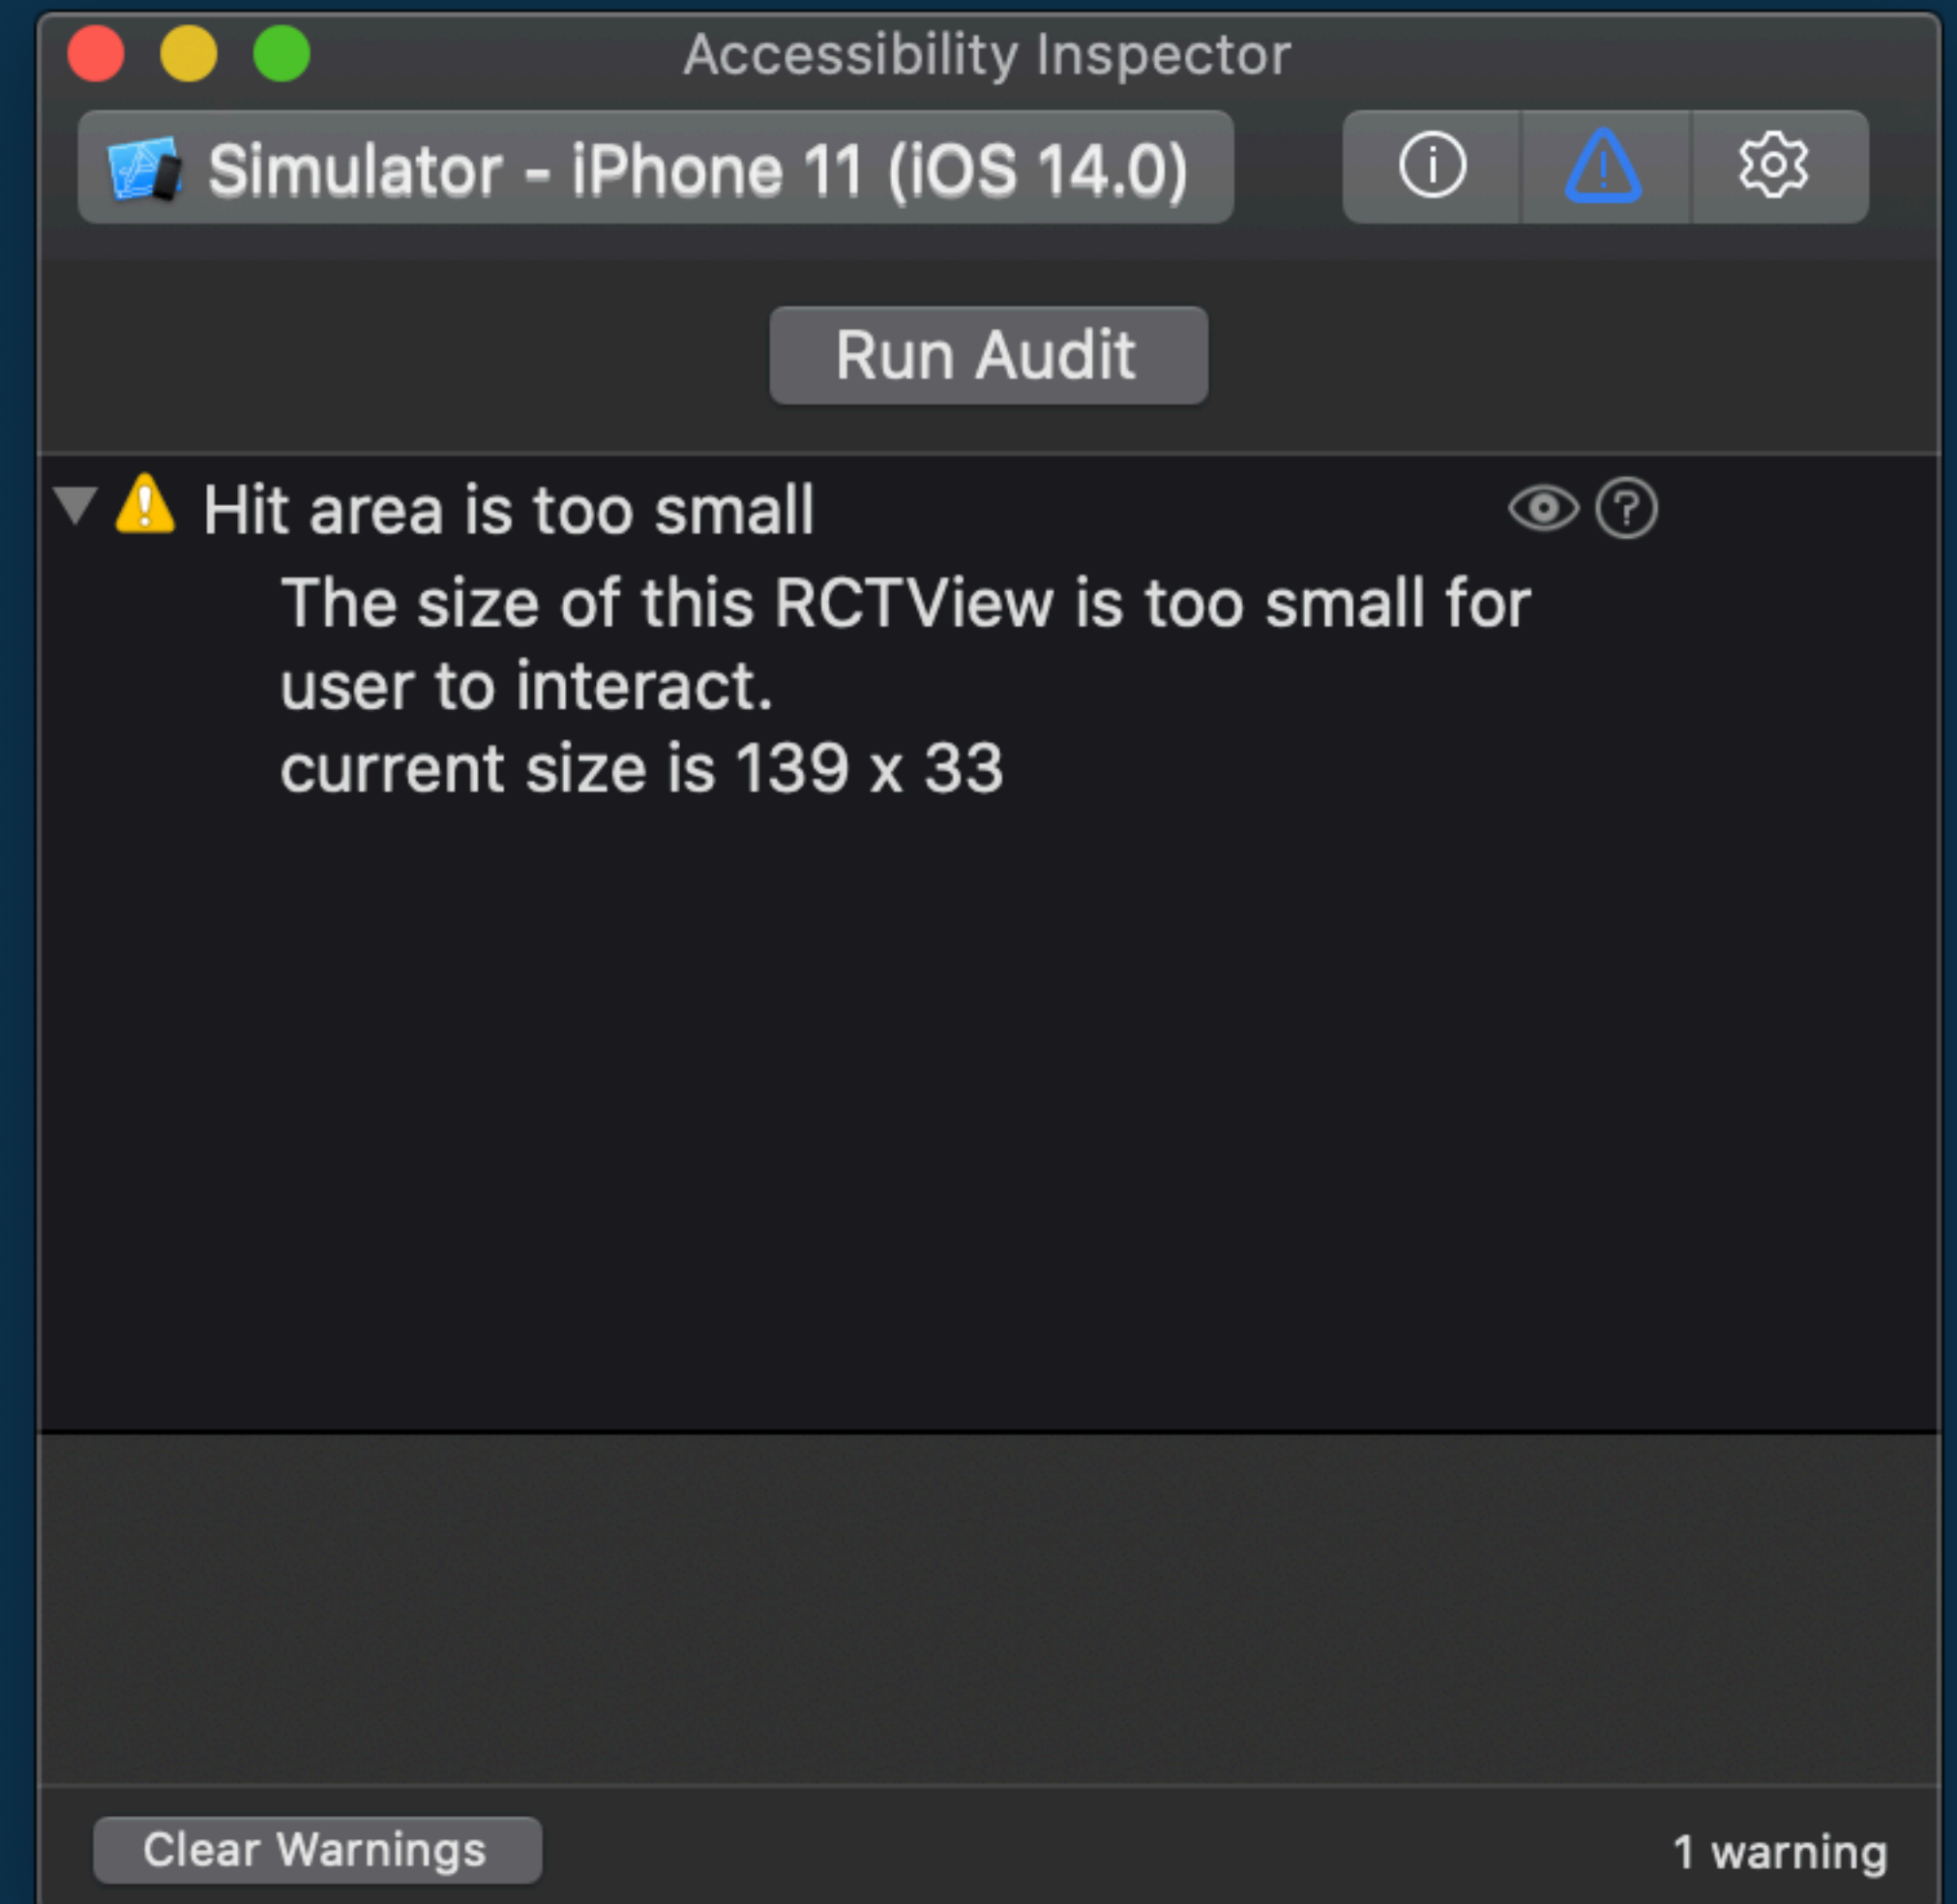 Accessibility Inspector
Simulator - iPhone 11 (iOS 14.0)
Run Audit
Hit area is too small
The size of this RCTView is too small for
user to interact.
current size is 139 x 33
Clear Warnings
1 warning